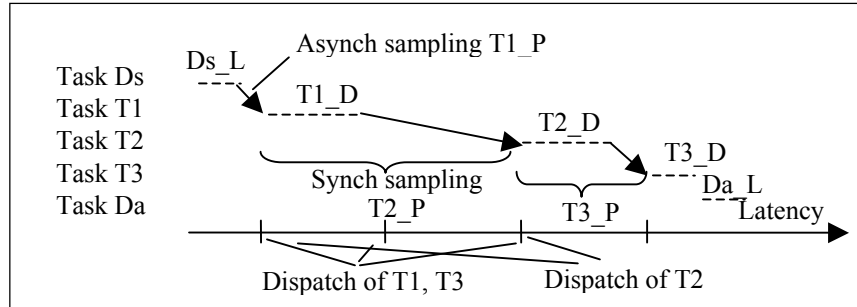 Asynch sampling T1_P
Ds_L
Task Ds
T1_D
Task T1
T2_D
Task T2
T3_D
Task T3
Synch sampling
Da_L
Task Da
T2_P
T3_P
Latency
Dispatch of T1, T3
Dispatch of T2